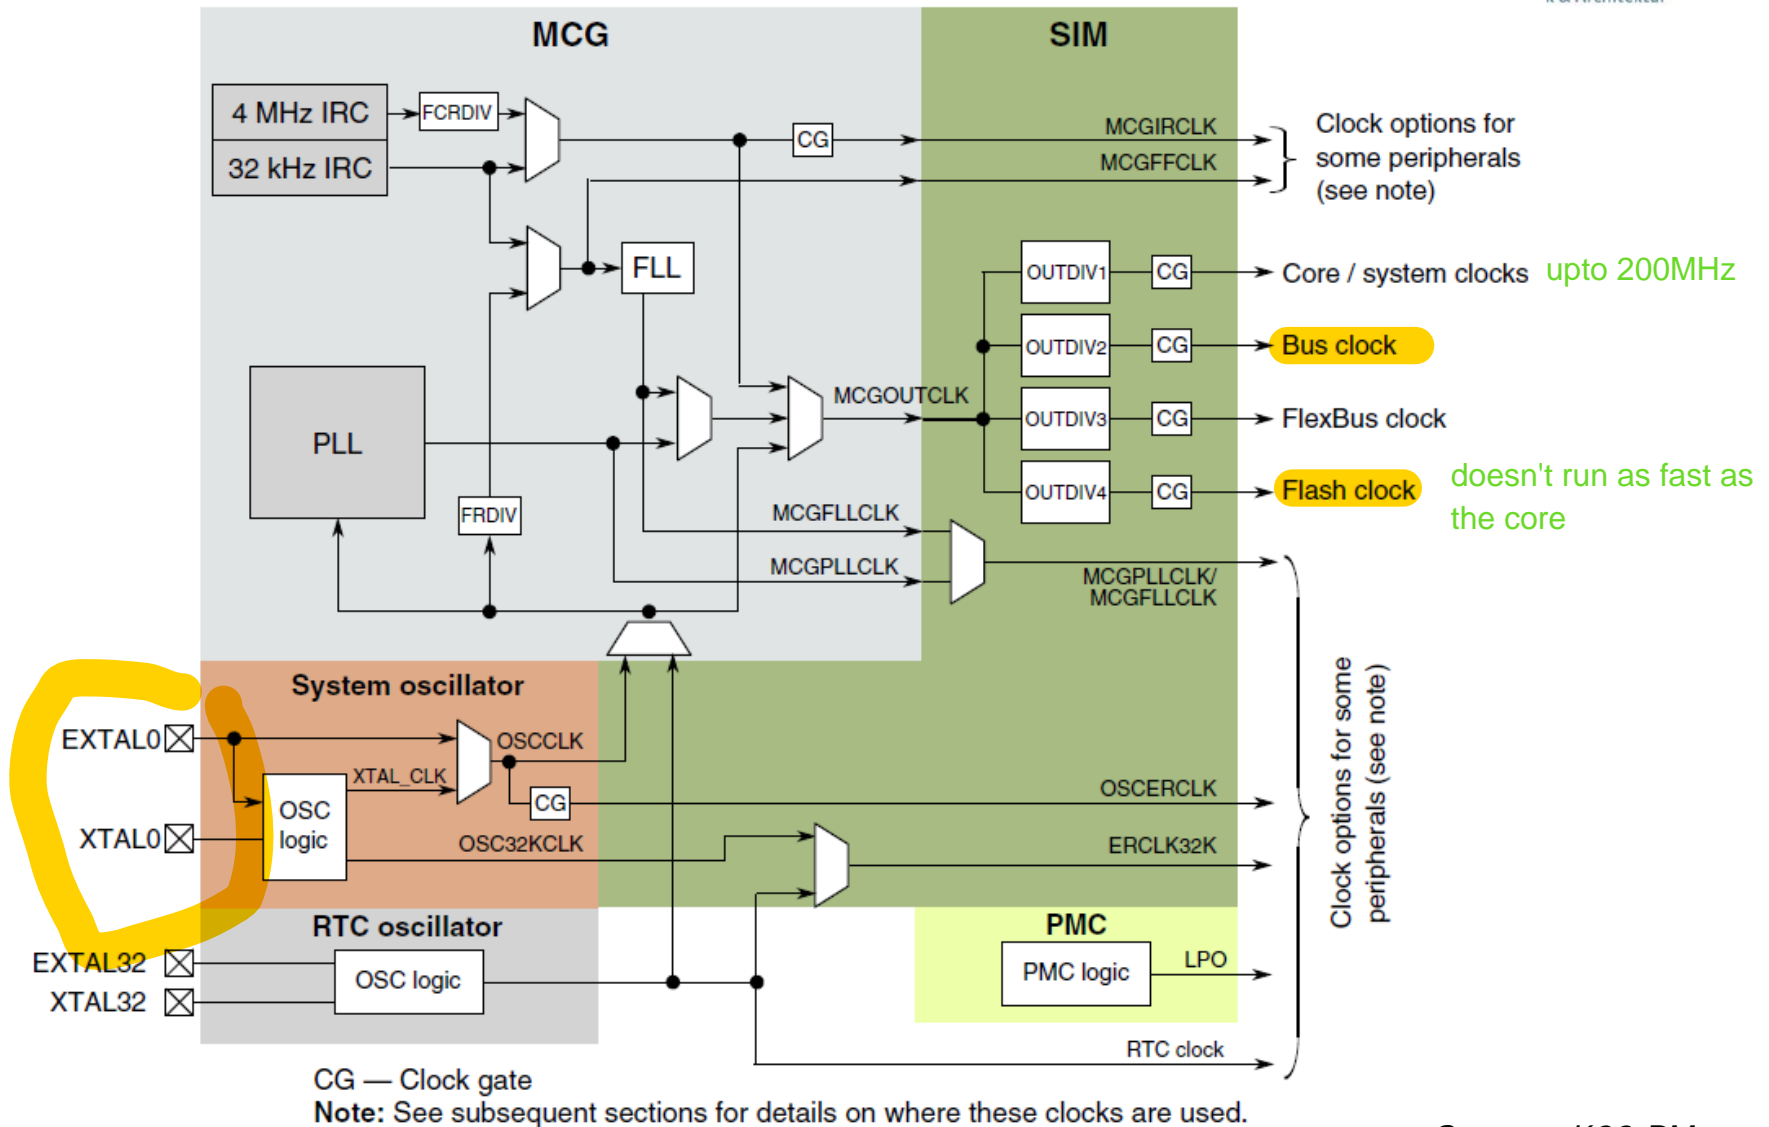 MCG
SIM
4 MHz IRC
FCRDIV
32 kHz IRC
CG
MCGIRCLK
MCGFFCLK
Clock options for
some peripherals
(see note)
FLL
OUTDIV1
CG
Core / system clocks
upto 200MHz
OUTDIV2
CG
Bus clock
PLL
MCGOUTCLK
OUTDIV3
CG
FlexBus clock
OUTDIV4
CG
Flash clock
doesn't run as fast as
the core
FRDIV
MCGFLLCLK
MCGPLLCLK
MCGPLLCLK/
MCGFLLCLK
System oscillator
EXTAL0
OSCCLK
XTAL_CLK
CG
OSCERCLK
XTAL0
OSC
logic
OSC32KCLK
ERCLK32K
Clock options for some
peripherals (see note)
RTC oscillator
PMC
EXTAL32
XTAL32
OSC logic
PMC logic
LPO
RTC clock
CG — Clock gate
Note: See subsequent sections for details on where these clocks are used.